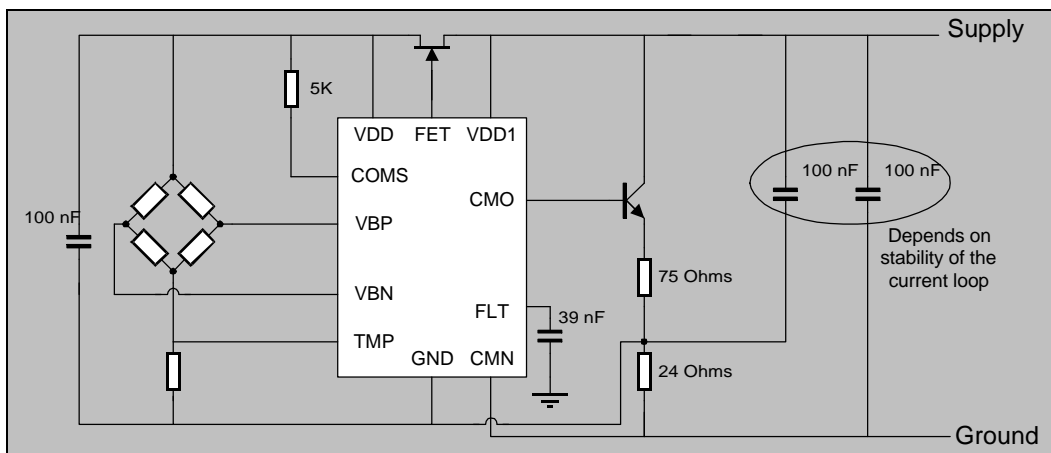 Supply
5K
VDD FET VDD1
COMS
CMO
100 nF 100 nF
100 nF
VBP
Depends on
stability of the
current loop
75 Ohms
VBN
FLT
39 nF
TMP
GND CMN
24 Ohms
Ground